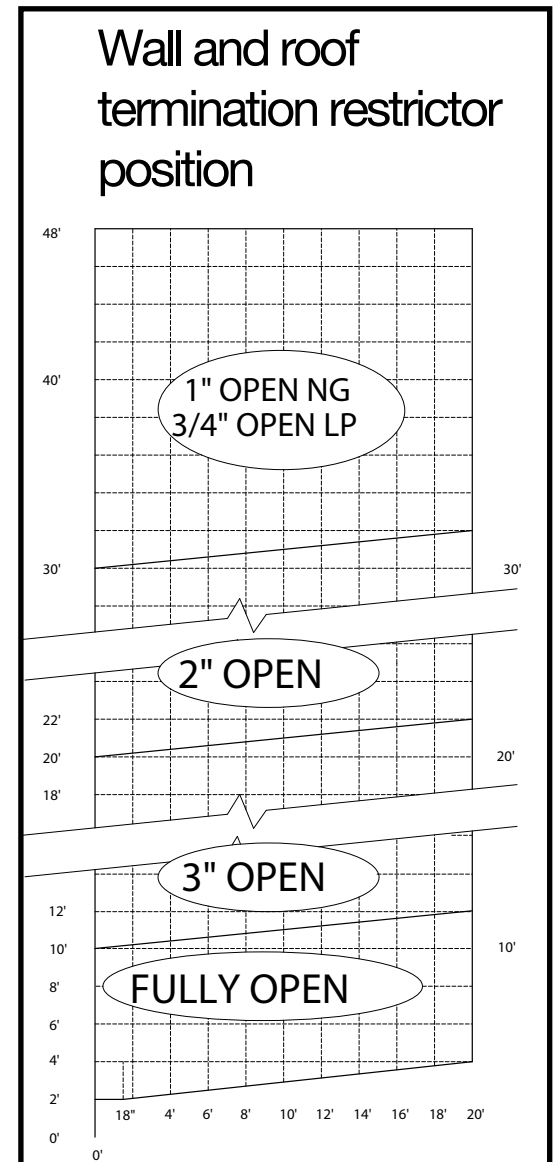 Wall and roof
termination restrictor
position
48'
40'
1" OPEN NG
3/4" OPEN LP
30' 30'
2" OPEN
22'
20' 20'
18'
3" OPEN
12'
10' 10'
8' FULLY OPEN
6'
4'
2'
18" 4' 6' 8' 10' 12' 14' 16' 18' 20'
0'
0'